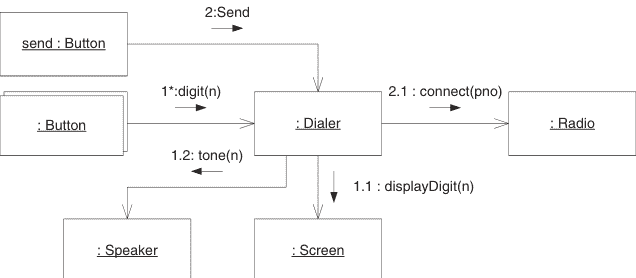 2:Send
send : Button
1*:digit(n)
2.1 : connect(pno)
: Button
: Dialer
: Radio
1.2: tone(n)
1.1 : displayDigit(n)
: Speaker
: Screen